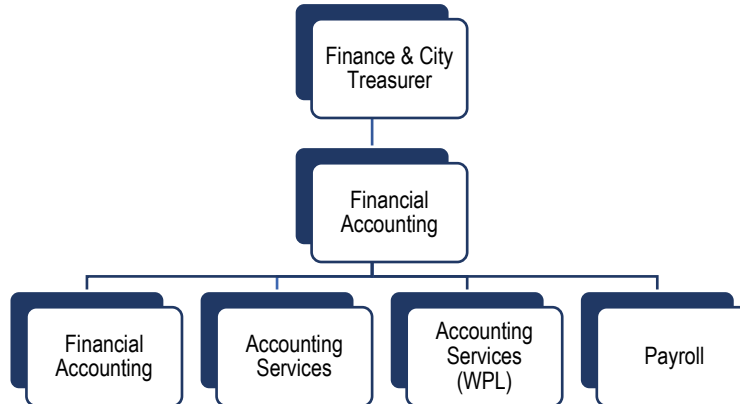 Finance & City
Treasurer
Financial
Accounting
Financial
Accounting
Accounting
Services
Accounting
Services
(WPL)
Payroll